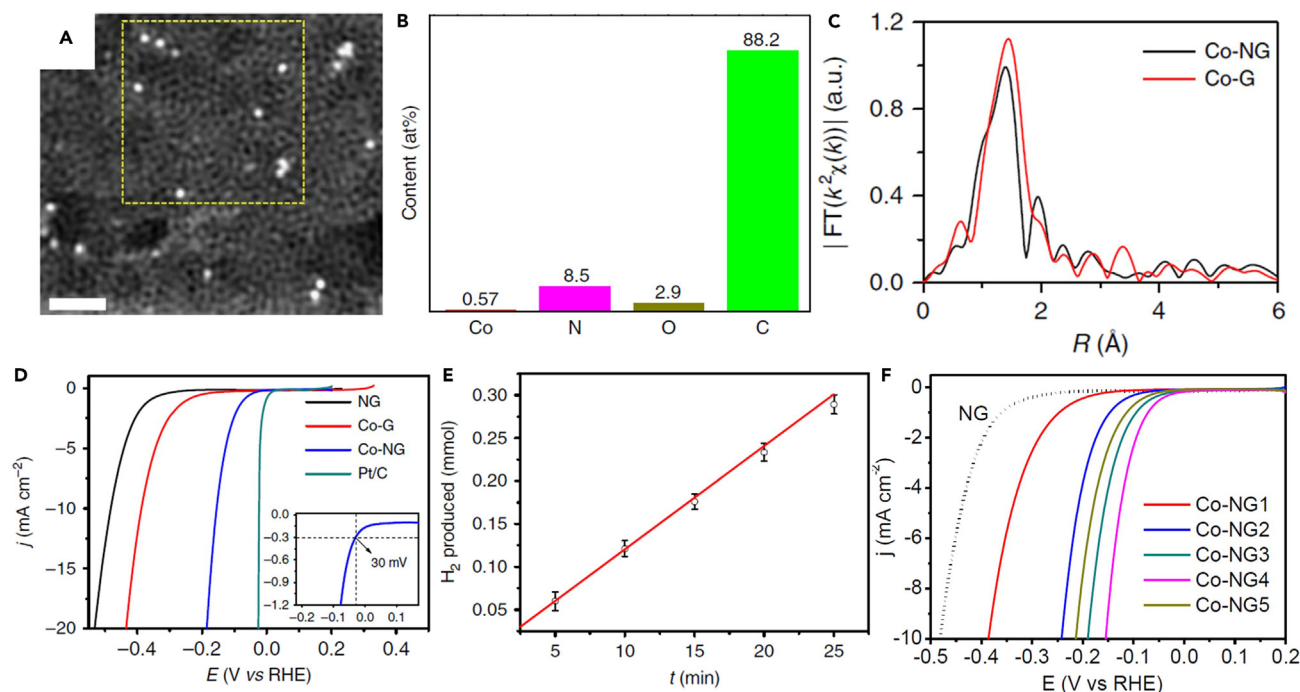 A
B
Content (at%)
0.57
8.5
2.9
88.2
Co
N
O
C
C
| FT(k²χ(k))| (a.u.)
1.2
0.8
0.4
0.0
0
2
4
6
R (Å)
Co-NG
Co-G
D
j (mA cm⁻²)
0
−5
−10
−15
−20
−0.4
−0.2
0.0
0.2
0.4
E (V vs RHE)
NG
Co-G
Co-NG
Pt/C
0.0
−0.3
−0.6
−0.9
−1.2
−0.2
−0.1
0.0
0.1
30 mV
E
H₂ produced (mmol)
0.30
0.25
0.20
0.15
0.10
0.05
5
10
15
20
25
t (min)
F
j (mA cm⁻²)
0
-2
-4
-6
-8
-10
-0.5
-0.4
-0.3
-0.2
-0.1
0.0
0.1
0.2
E (V vs RHE)
NG
Co-NG1
Co-NG2
Co-NG3
Co-NG4
Co-NG5